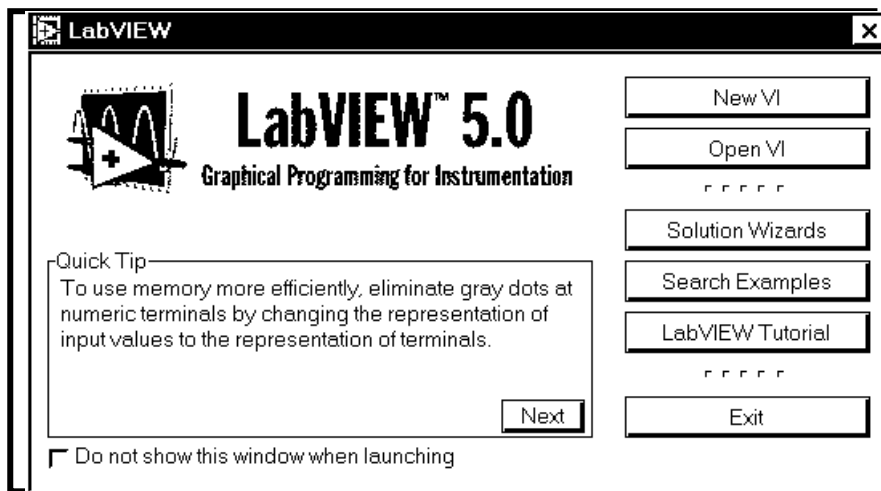 LabVIEW
LabVIEW™ 5.0
Graphical Programming for Instrumentation
New VI
Open VI
Solution Wizards
Search Examples
LabVIEW Tutorial
Exit
Quick Tip
To use memory more efficiently, eliminate gray dots at
numeric terminals by changing the representation of
input values to the representation of terminals.
Next
Do not show this window when launching